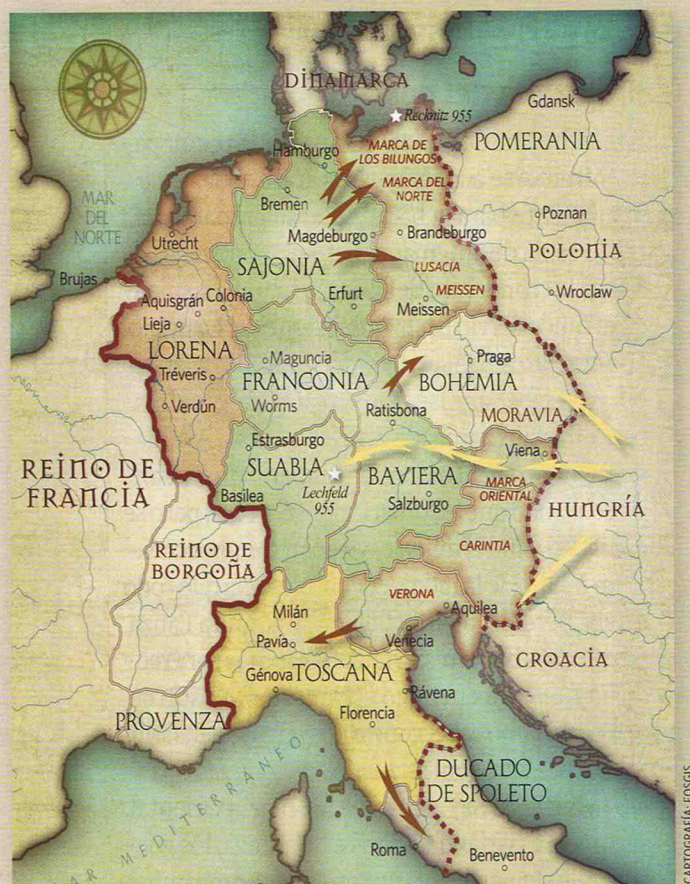 DINAMARCA
Recknitz 955
Gdansk
POMERANIA
Hamburgo
MARCA DE
LOS BILUNGOS
MAR
DEL
NORTE
MARCA DEL
NORTE
Bremen
Poznan
Utrecht
Magdeburgo
Brandeburgo
POLONIA
SAJONIA
LUSACIA
Brujas
Aquisgrán
Colonia
Erfurt
MEISSEN
Meissen
Wroclaw
Lieja
LORENA
Maguncia
Praga
Tréveris
FRANCONIA
BOHEMIA
Verdún
Worms
Ratisbona
MORAVIA
Estrasburgo
Viena
REINO DE
FRANCIA
SUABIA
BAVIERA
Basilea
Lechfeld
955
MARCA
ORIENTAL
Salzburgo
HUNGRÍA
REINO DE
BORGOÑA
CARINTIA
VERONA
Milán
Aquilea
Pavía
Venecia
CROACIA
Génova
TOSCANA
Rávena
PROVENZA
Florencia
DUCADO
DE SPOLETO
AR MEDITERRÁNEO
Roma
Benevento
CARTOGRAFÍA: EOSGIS